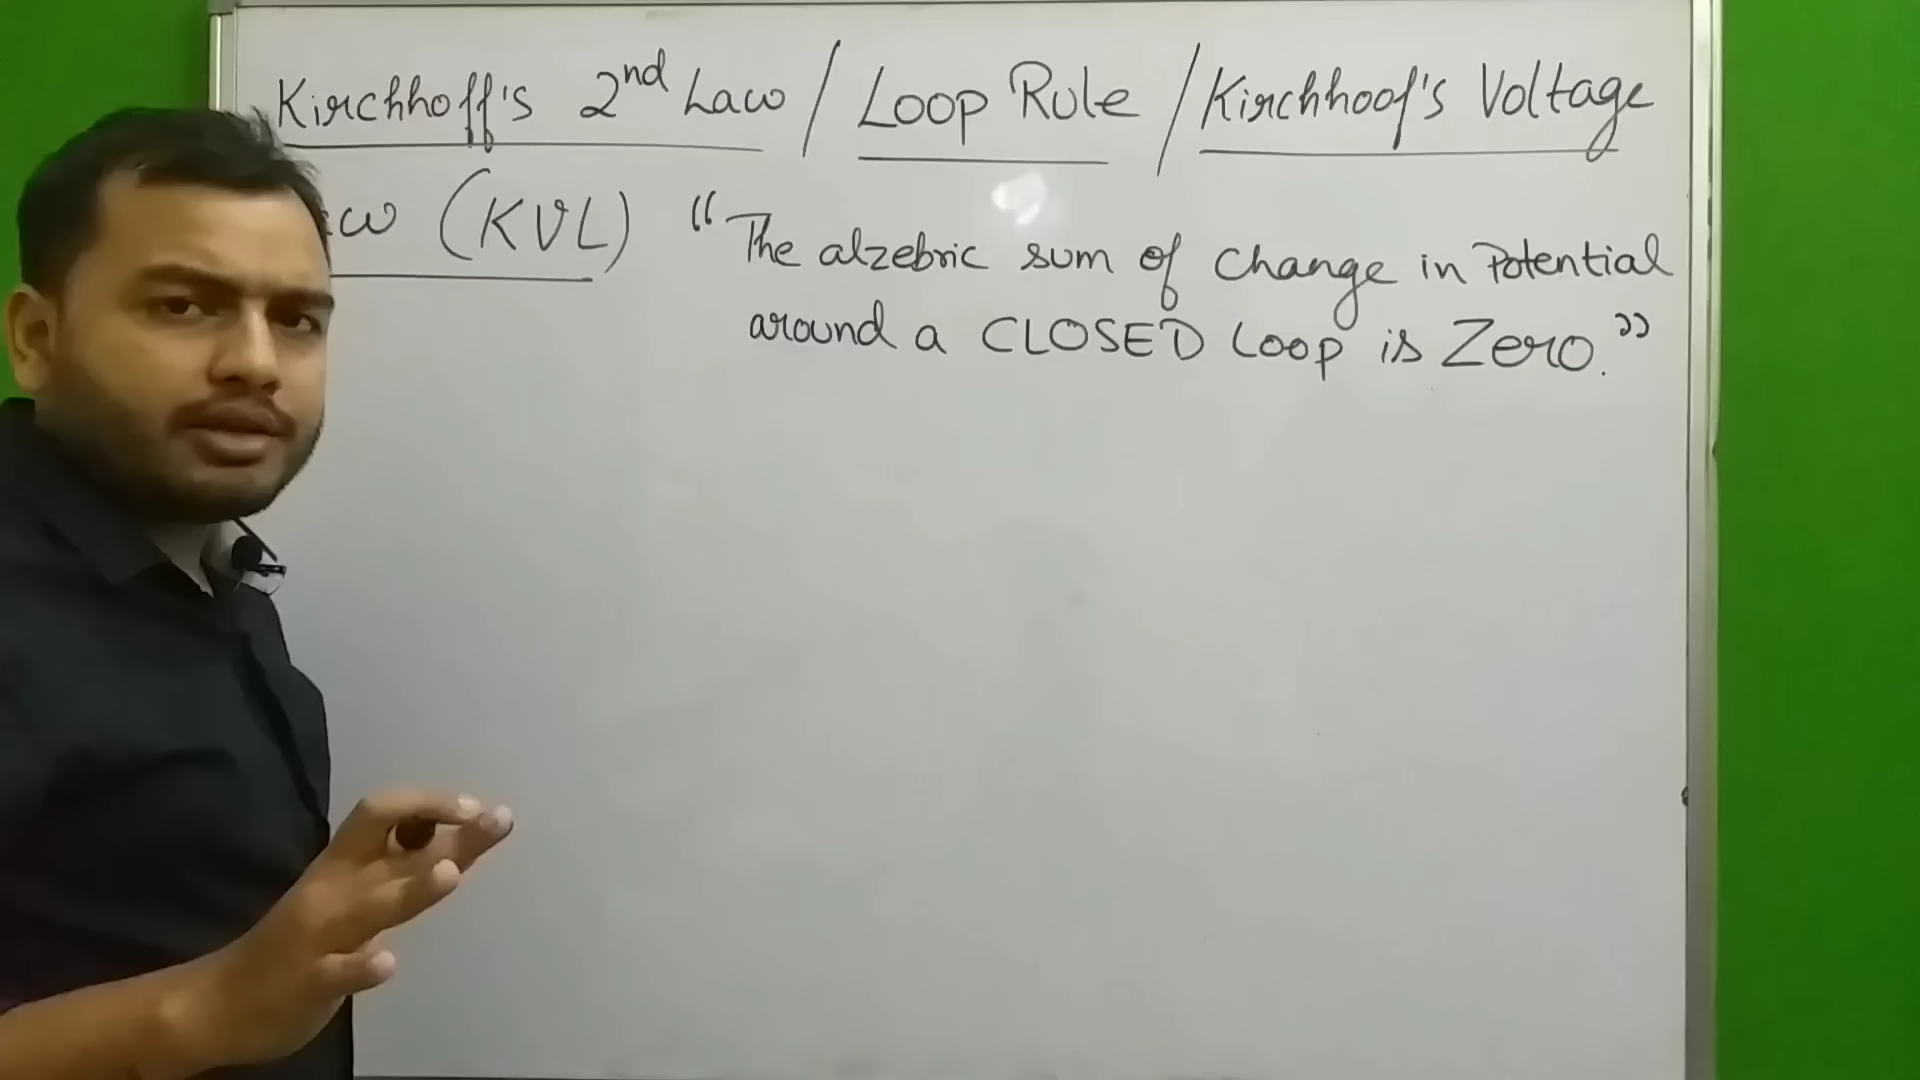 Kirchhoff's 2nd Law / Loop Rule / Kirchhoof's Voltage
(KVL) "The alzebric sum of change in Potential
around a CLOSED Loop is Zero."